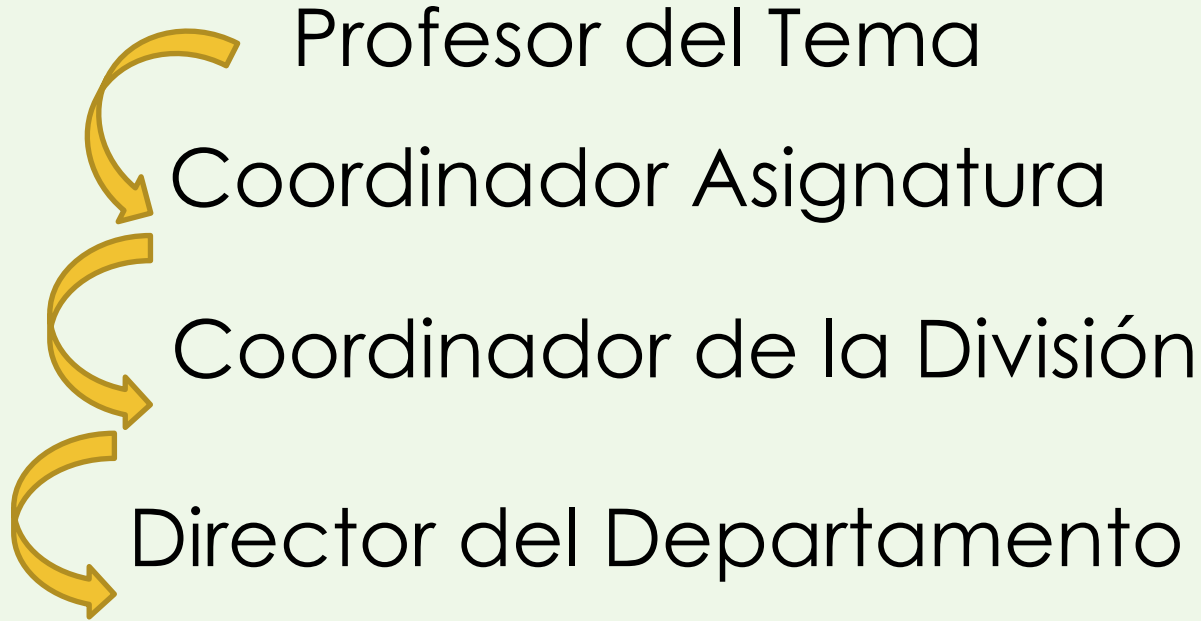 Profesor del Tema
Coordinador Asignatura
Coordinador de la División
Director del Departamento